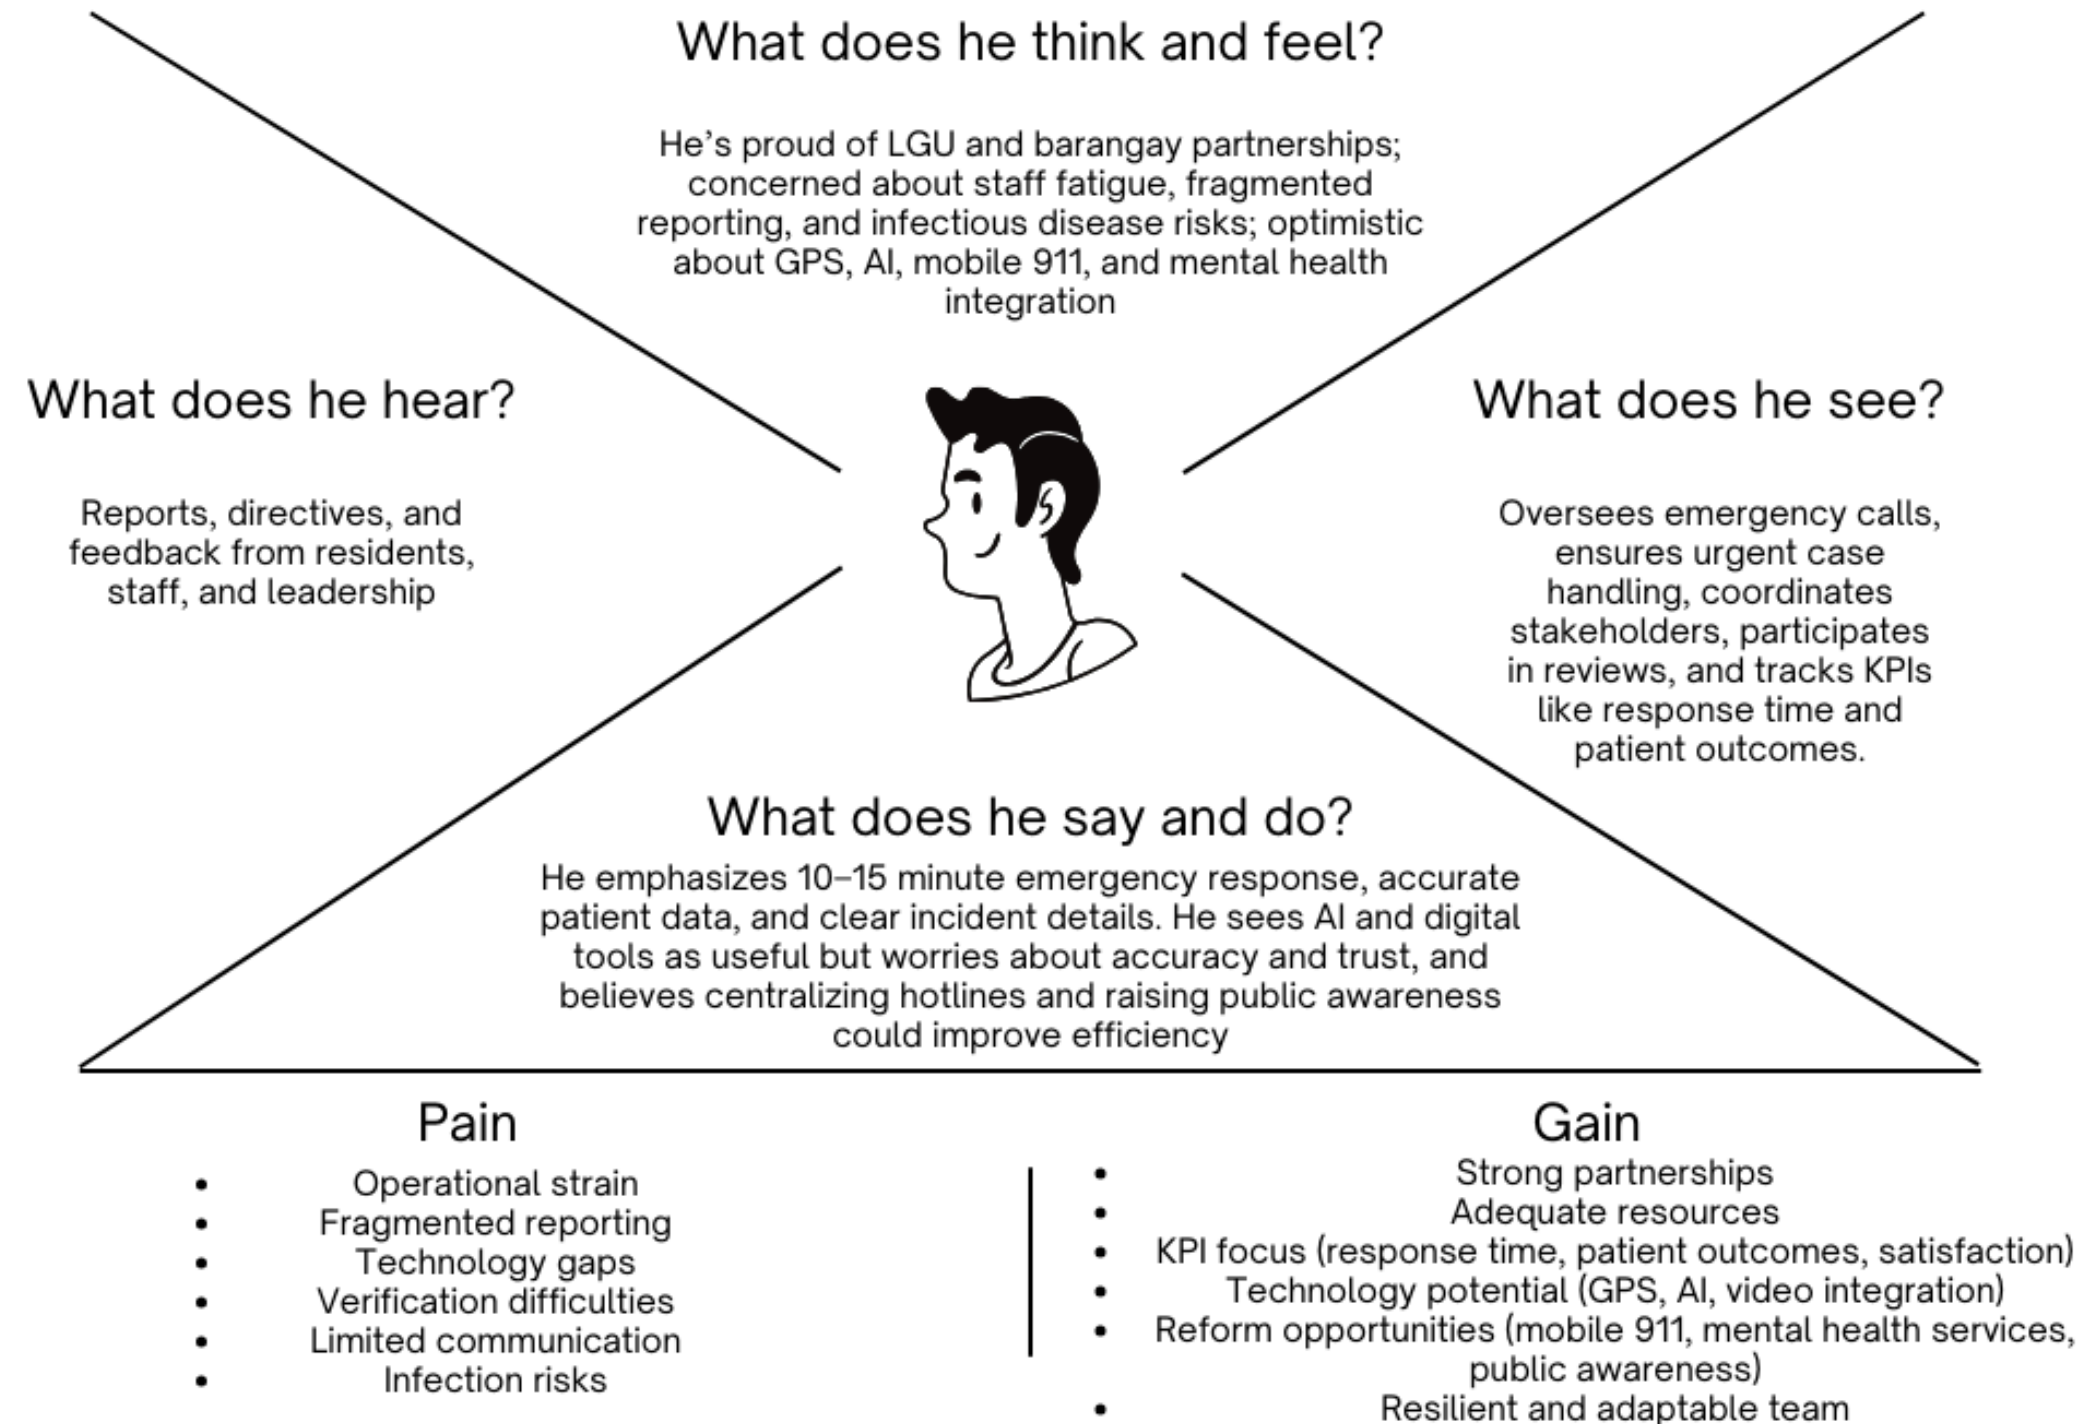 What does he think and feel?
He’s proud of LGU and barangay partnerships;
concerned about staff fatigue, fragmented
reporting, and infectious disease risks; optimistic
about GPS, AI, mobile 911, and mental health
integration
What does he hear?
Reports, directives, and
feedback from residents,
staff, and leadership
What does he see?
Oversees emergency calls,
ensures urgent case
handling, coordinates
stakeholders, participates
in reviews, and tracks KPIs
like response time and
patient outcomes.
What does he say and do?
He emphasizes 10–15 minute emergency response, accurate
patient data, and clear incident details. He sees AI and digital
tools as useful but worries about accuracy and trust, and
believes centralizing hotlines and raising public awareness
could improve efficiency
Pain
• Operational strain
• Fragmented reporting
• Technology gaps
• Verification difficulties
• Limited communication
• Infection risks
Gain
• Strong partnerships
• Adequate resources
• KPI focus (response time, patient outcomes, satisfaction)
• Technology potential (GPS, AI, video integration)
• Reform opportunities (mobile 911, mental health services,
public awareness)
• Resilient and adaptable team